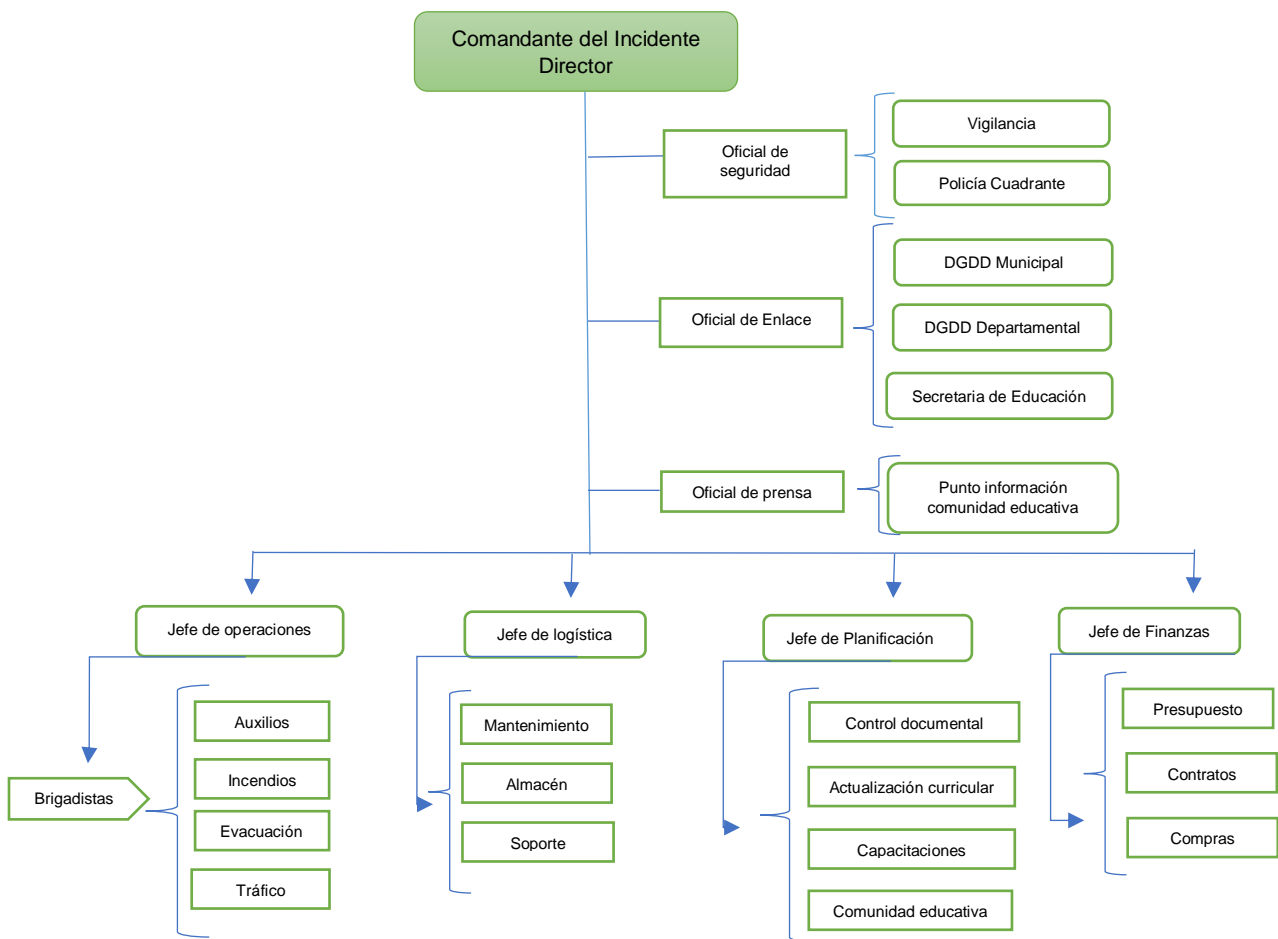 Comandante del Incidente
Director
Oficial de
seguridad
Vigilancia
Policía Cuadrante
Oficial de Enlace
DGDD Municipal
DGDD Departamental
Secretaria de Educación
Oficial de prensa
Punto información
comunidad educativa
Jefe de operaciones
Jefe de logística
Jefe de Planificación
Jefe de Finanzas
Brigadistas
Auxilios
Incendios
Evacuación
Tráfico
Mantenimiento
Almacén
Soporte
Control documental
Actualización curricular
Capacitaciones
Comunidad educativa
Presupuesto
Contratos
Compras